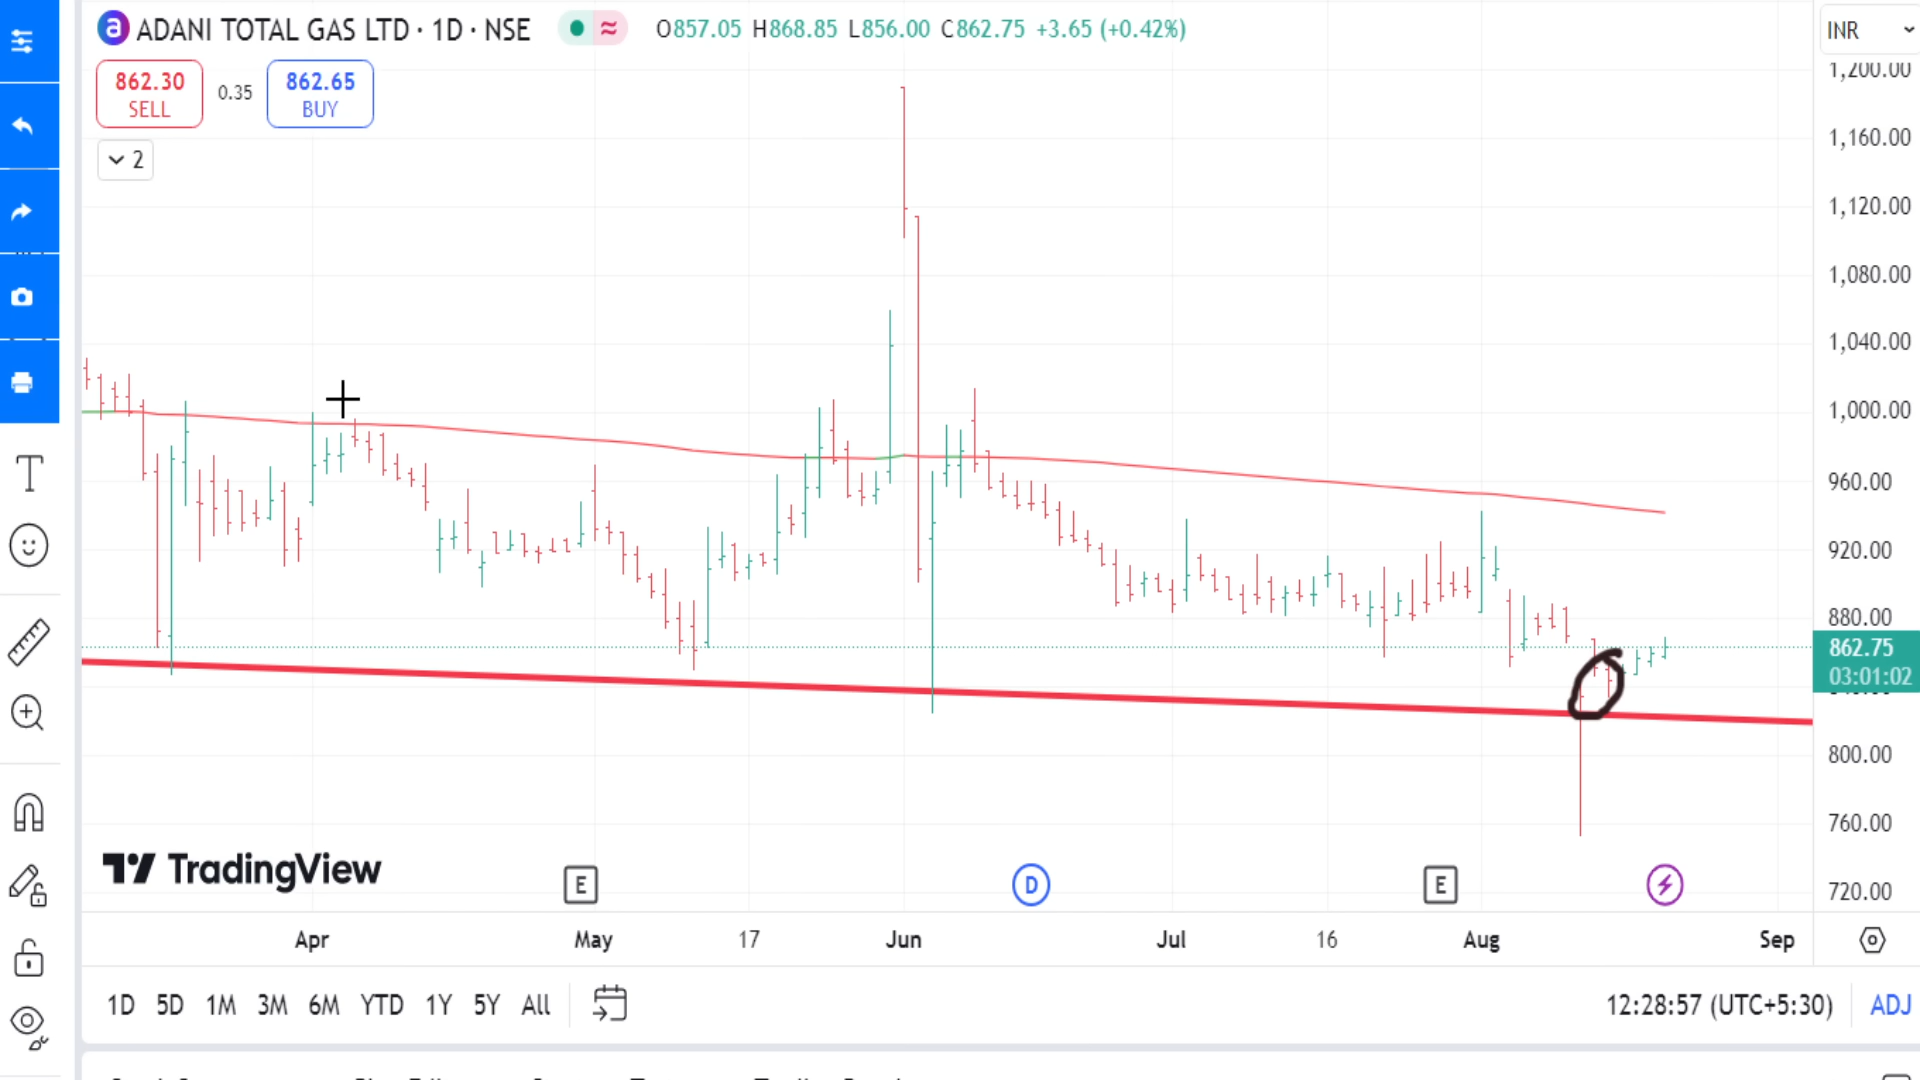 ADANI TOTAL GAS LTD · 1D · NSE O857.05 H868.85 L856.00 C862.75 +3.65 (+0.42%) INR
862.30 SELL 0.35 862.65 BUY
2
1,200.00
1,160.00
1,120.00
1,080.00
1,040.00
1,000.00
960.00
920.00
880.00
862.75
03:01:02
800.00
760.00
720.00
TradingView
E D E
Apr May 17 Jun Jul 16 Aug Sep
1D 5D 1M 3M 6M YTD 1Y 5Y All 12:28:57 (UTC+5:30) ADJ